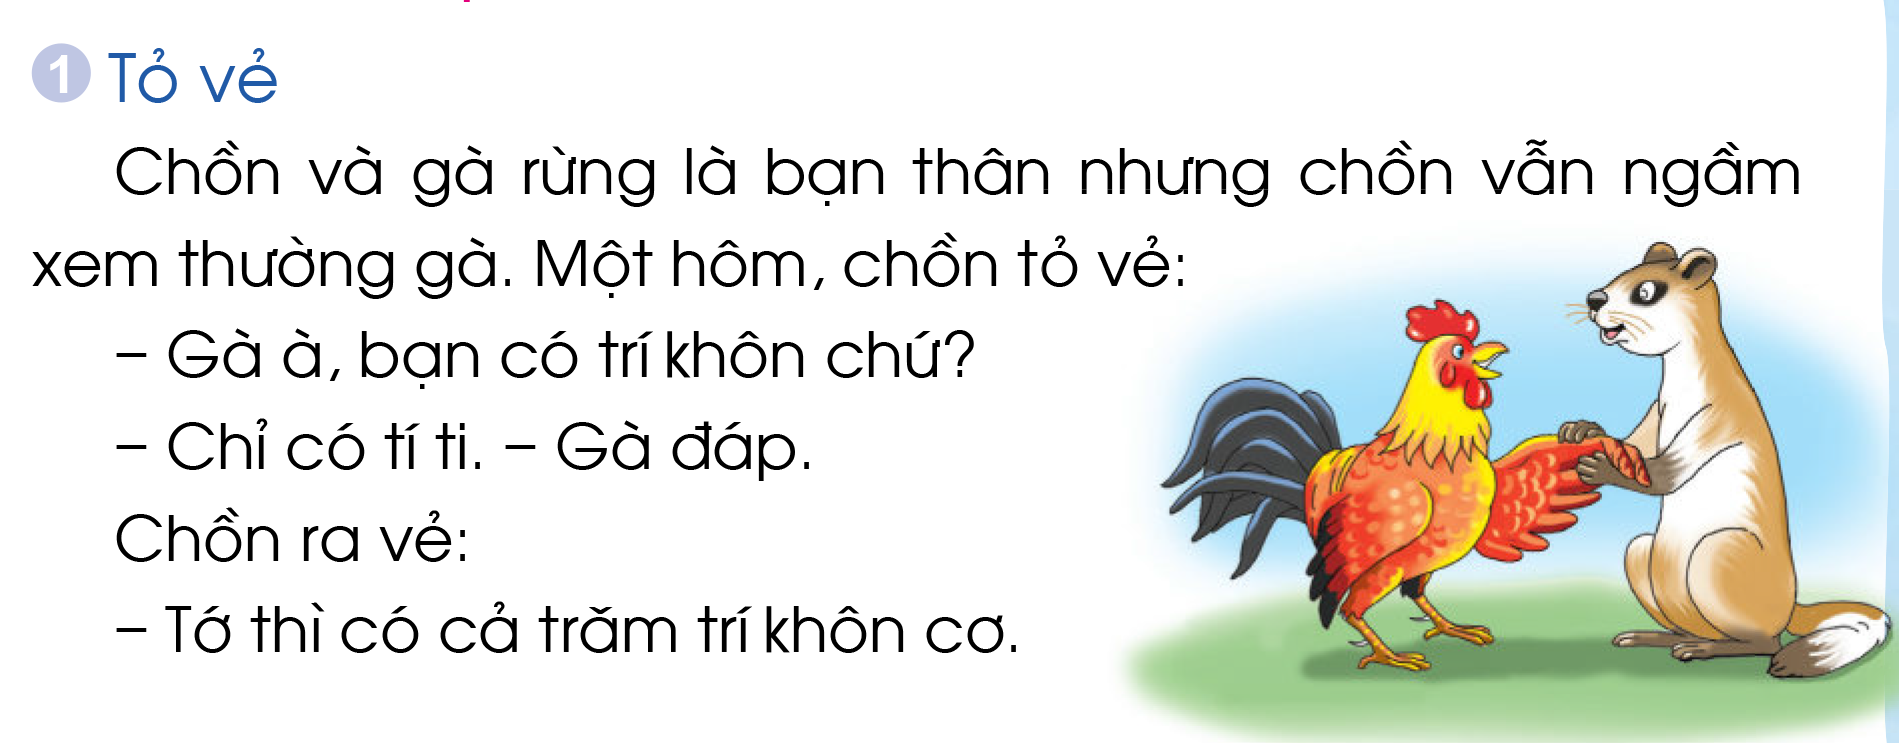 1 Tỏ vẻ
Chồn và gà rừng là bạn thân nhưng chồn vẫn ngầm
xem thường gà. Một hôm, chồn tỏ vẻ:
– Gà à, bạn có trí khôn chứ?
– Chỉ có tí ti. – Gà đáp.
Chồn ra vẻ:
– Tớ thì có cả trăm trí khôn cơ.